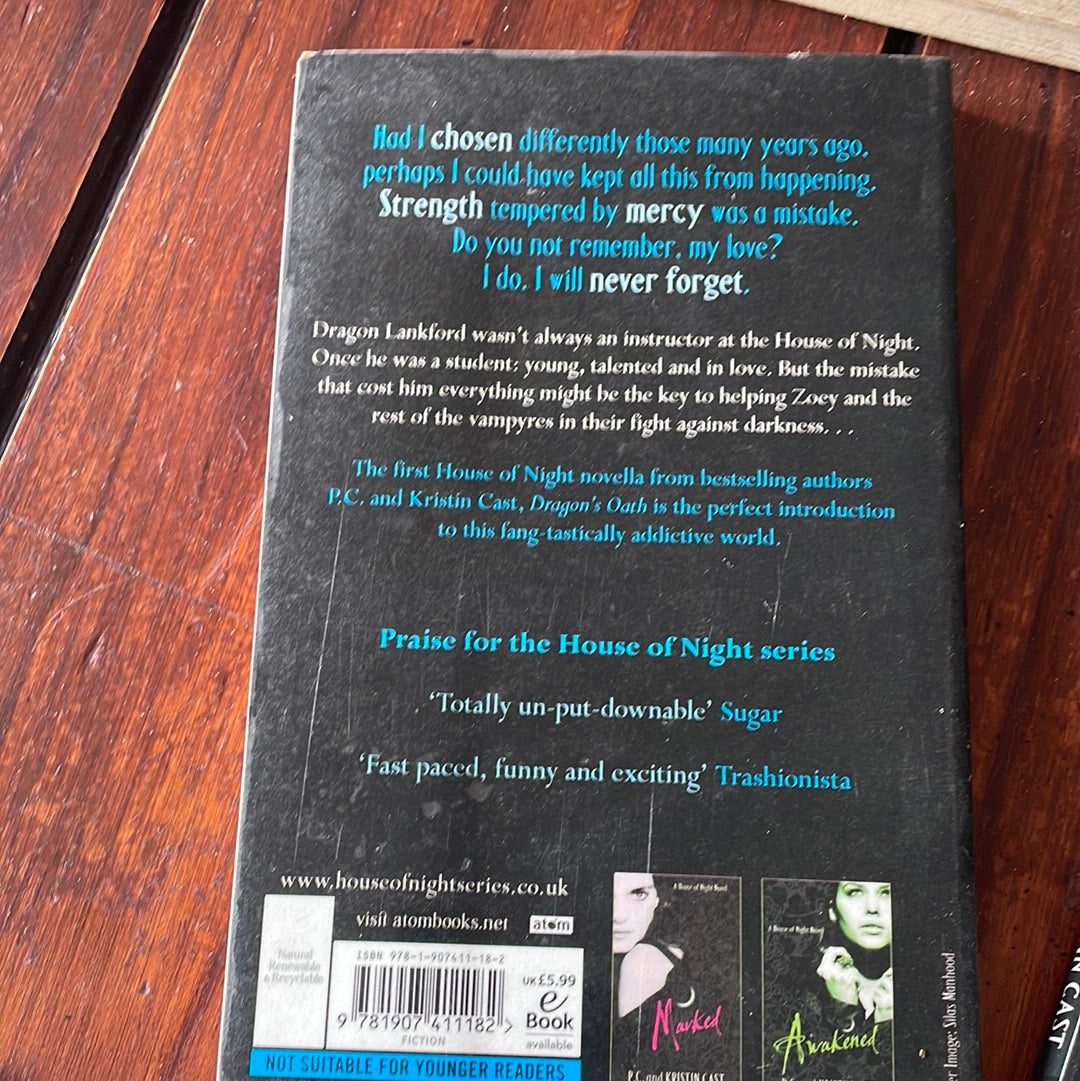 Had I chosen differently those many years ago,
perhaps I could have kept all this from happening.
Strength tempered by mercy was a mistake.
Do you not remember, my love?
I do. I will never forget.
Dragon Lankford wasn't always an instructor at the House of Night.
Once he was a student: young, talented and in love. But the mistake
that cost him everything might be the key to helping Zoey and the
rest of the vampyres in their fight against darkness. . .
The first House of Night novella from bestselling authors
P.C. and Kristin Cast, Dragon's Oath is the perfect introduction
to this fang-tastically addictive world.
Praise for the House of Night series
'Totally un-put-downable' Sugar
'Fast paced, funny and exciting' Trashionista
www.houseofnightseries.co.uk
visit atombooks.net
atom
Natural
Renewable
& Recyclable
ISBN 978-1-907411-18-2
9 781907 411182 >
FICTION
UK £5.99
e
Book
available
NOT SUITABLE FOR YOUNGER READERS
A House of Night Novel
Marked
P.C. and KRISTIN CAST
A House of Night Novel
Awakened
Image: Silas Manhood
CAST